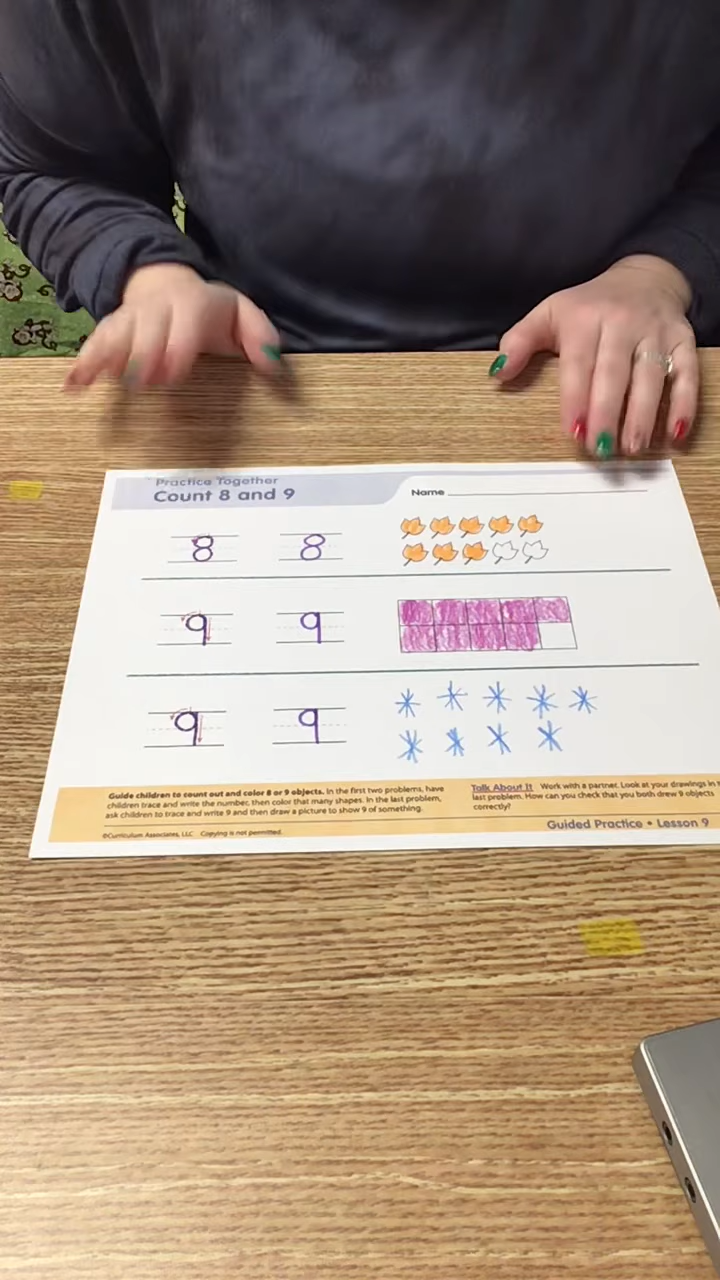 Practice Together
Count 8 and 9
Name
8 8
9 9
9 9
Guide children to count out and color 8 or 9 objects. In the first two problems, have
children trace and write the number, then color that many shapes. In the last problem,
ask children to trace and write 9 and then draw a picture to show 9 of something.
Talk About It Work with a partner. Look at your drawings in
last problem. How can you check that you both drew 9 objects
correctly?
©Curriculum Associates, LLC Copying is not permitted.
Guided Practice • Lesson 9